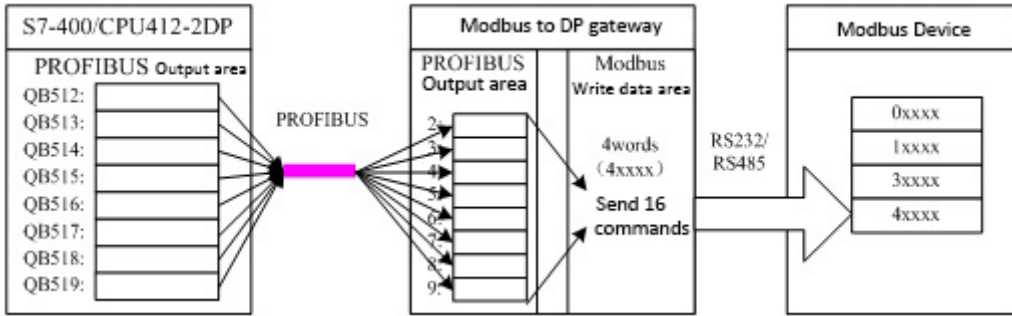 S7-400/CPU412-2DP
PROFIBUS Output area
QB512:
QB513:
QB514:
QB515:
QB516:
QB517:
QB518:
QB519:
PROFIBUS
Modbus to DP gateway
PROFIBUS
Output area
2:
3:
4:
5:
6:
7:
8:
9:
Modbus
Write data area
4words
(4xxxx)
Send 16
commands
RS232/
RS485
Modbus Device
0xxxx
1xxxx
3xxxx
4xxxx